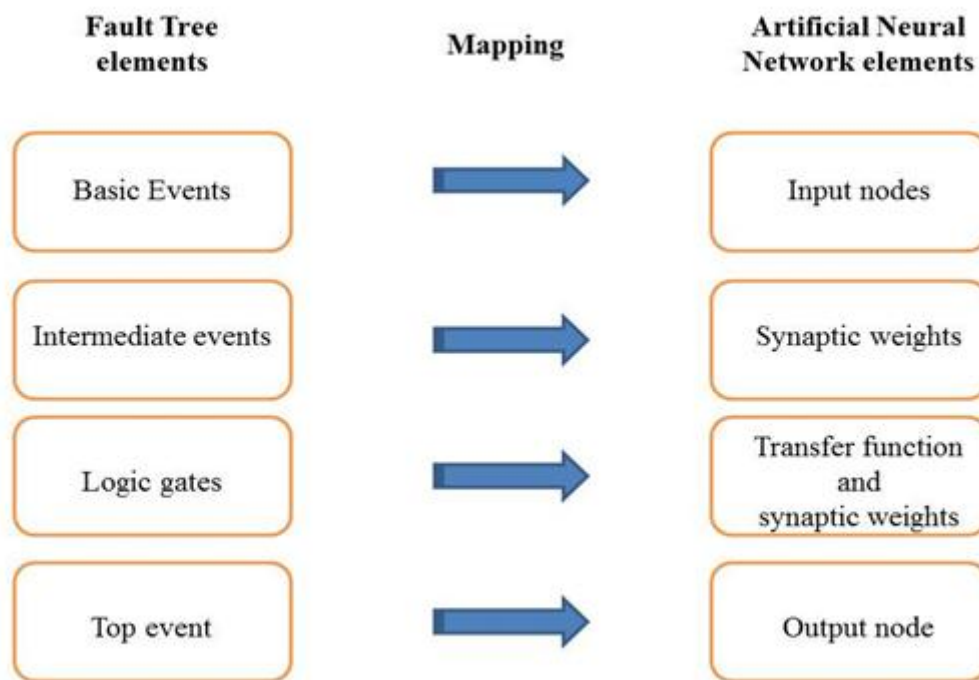 Fault Tree
elements
Mapping
Artificial Neural
Network elements
Basic Events
Input nodes
Intermediate events
Synaptic weights
Logic gates
Transfer function
and
synaptic weights
Top event
Output node